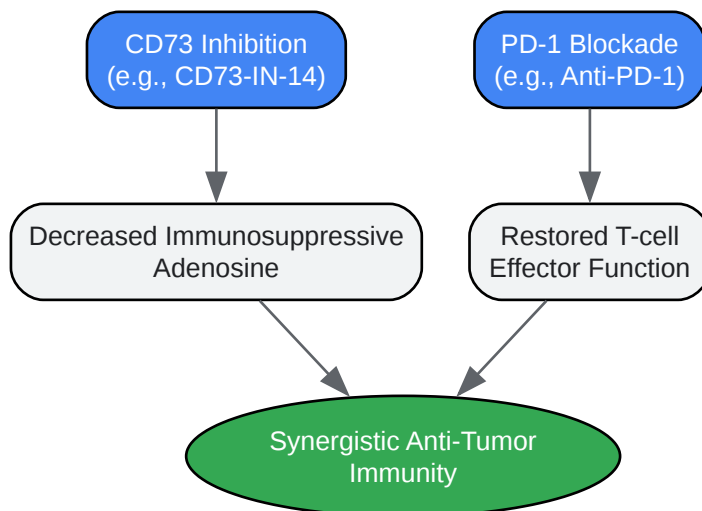 CD73 Inhibition
(e.g., CD73-IN-14)
PD-1 Blockade
(e.g., Anti-PD-1)
Decreased Immunosuppressive
Adenosine
Restored T-cell
Effector Function
Synergistic Anti-Tumor
Immunity